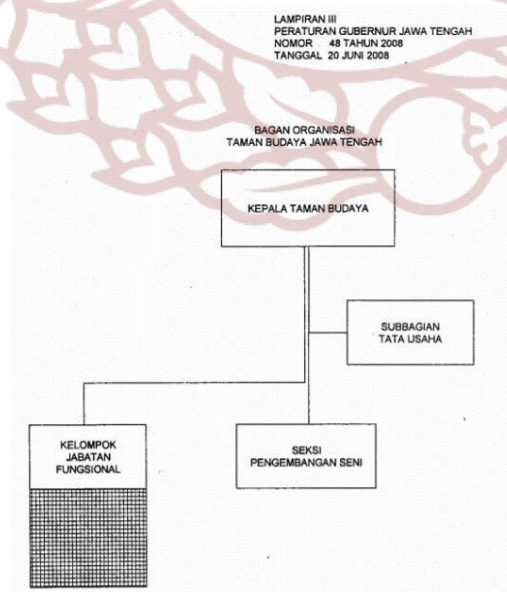 LAMPIRAN III
PERATURAN GUBERNUR JAWA TENGAH
NOMOR 48 TAHUN 2008
TANGGAL 20 JUNI 2008
BAGAN ORGANISASI
TAMAN BUDAYA JAWA TENGAH
KEPALA TAMAN BUDAYA
SUBBAGIAN
TATA USAHA
KELOMPOK
JABATAN
FUNGSIONAL
SEKSI
PENGEMBANGAN SENI